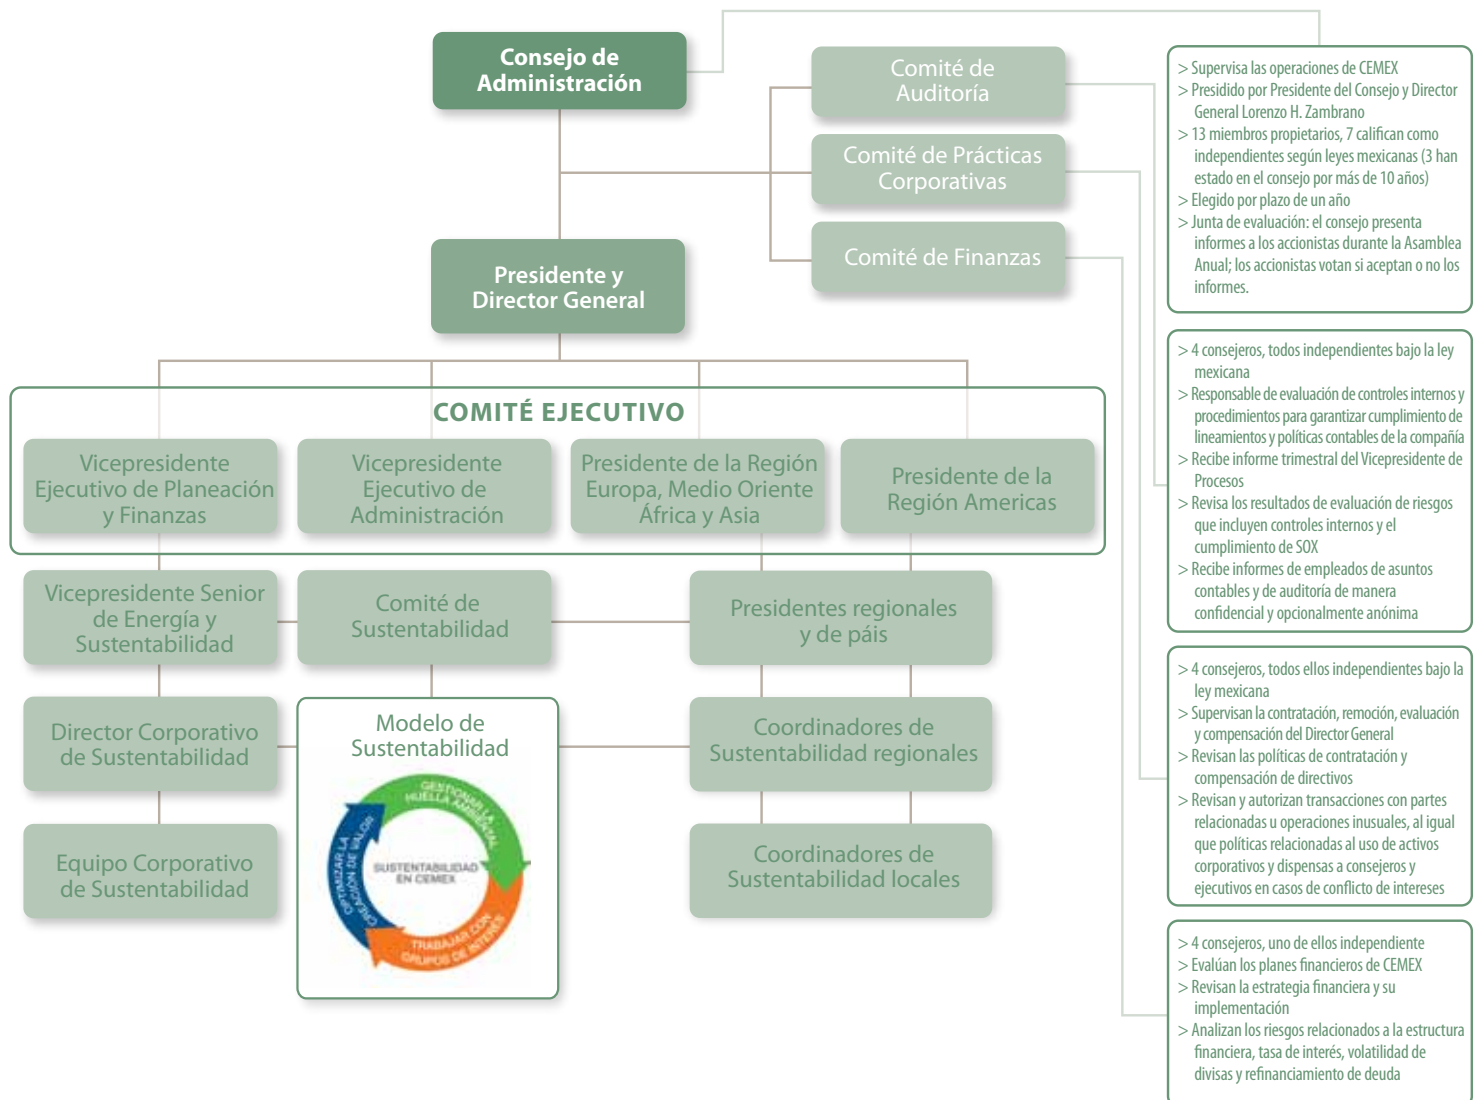 Consejo de
Administración
Comité de
Auditoría
Comité de Prácticas
Corporativas
Comité de Finanzas
Presidente y
Director General
COMITÉ EJECUTIVO
Vicepresidente
Ejecutivo de Planeación
y Finanzas
Vicepresidente
Ejecutivo de
Administración
Presidente de la Región
Europa, Medio Oriente
África y Asia
Presidente de la
Región Americas
Vicepresidente Senior
de Energía y
Sustentabilidad
Comité de
Sustentabilidad
Presidentes regionales
y de páis
Director Corporativo
de Sustentabilidad
Modelo de
Sustentabilidad
Coordinadores de
Sustentabilidad regionales
Equipo Corporativo
de Sustentabilidad
GESTIONAR LA
HUELLA AMBIENTAL
OPTIMIZAR LA
CREACIÓN DE VALOR
SUSTENTABILIDAD
EN CEMEX
TRABAJAR CON
GRUPOS DE INTERÉS
Coordinadores de
Sustentabilidad locales
> Supervisa las operaciones de CEMEX
> Presidido por Presidente del Consejo y Director
General Lorenzo H. Zambrano
> 13 miembros propietarios, 7 califican como
independientes según leyes mexicanas (3 han
estado en el consejo por más de 10 años)
> Elegido por plazo de un año
> Junta de evaluación: el consejo presenta
informes a los accionistas durante la Asamblea
Anual; los accionistas votan si aceptan o no los
informes.
> 4 consejeros, todos independientes bajo la ley
mexicana
> Responsable de evaluación de controles internos y
procedimientos para garantizar cumplimiento de
lineamientos y políticas contables de la compañía
> Recibe informe trimestral del Vicepresidente de
Procesos
> Revisa los resultados de evaluación de riesgos
que incluyen controles internos y el
cumplimiento de SOX
> Recibe informes de empleados de asuntos
contables y de auditoría de manera
confidencial y opcionalmente anónima
> 4 consejeros, todos ellos independientes bajo la
ley mexicana
> Supervisan la contratación, remoción, evaluación
y compensación del Director General
> Revisan las políticas de contratación y
compensación de directivos
> Revisan y autorizan transacciones con partes
relacionadas u operaciones inusuales, al igual
que políticas relacionadas al uso de activos
corporativos y dispensas a consejeros y
ejecutivos en casos de conflicto de intereses
> 4 consejeros, uno de ellos independiente
> Evalúan los planes financieros de CEMEX
> Revisan la estrategia financiera y su
implementación
> Analizan los riesgos relacionados a la estructura
financiera, tasa de interés, volatilidad de
divisas y refinanciamiento de deuda